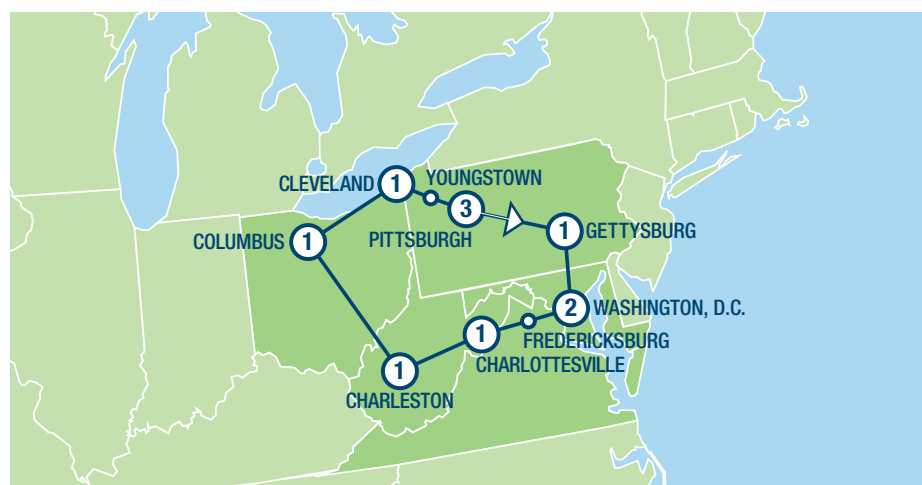 YOUNGSTOWN
CLEVELAND
1
3
PITTSBURGH
COLUMBUS
1
1
GETTYSBURG
2
WASHINGTON, D.C.
FREDERICKSBURG
1
CHARLOTTESVILLE
1
CHARLESTON